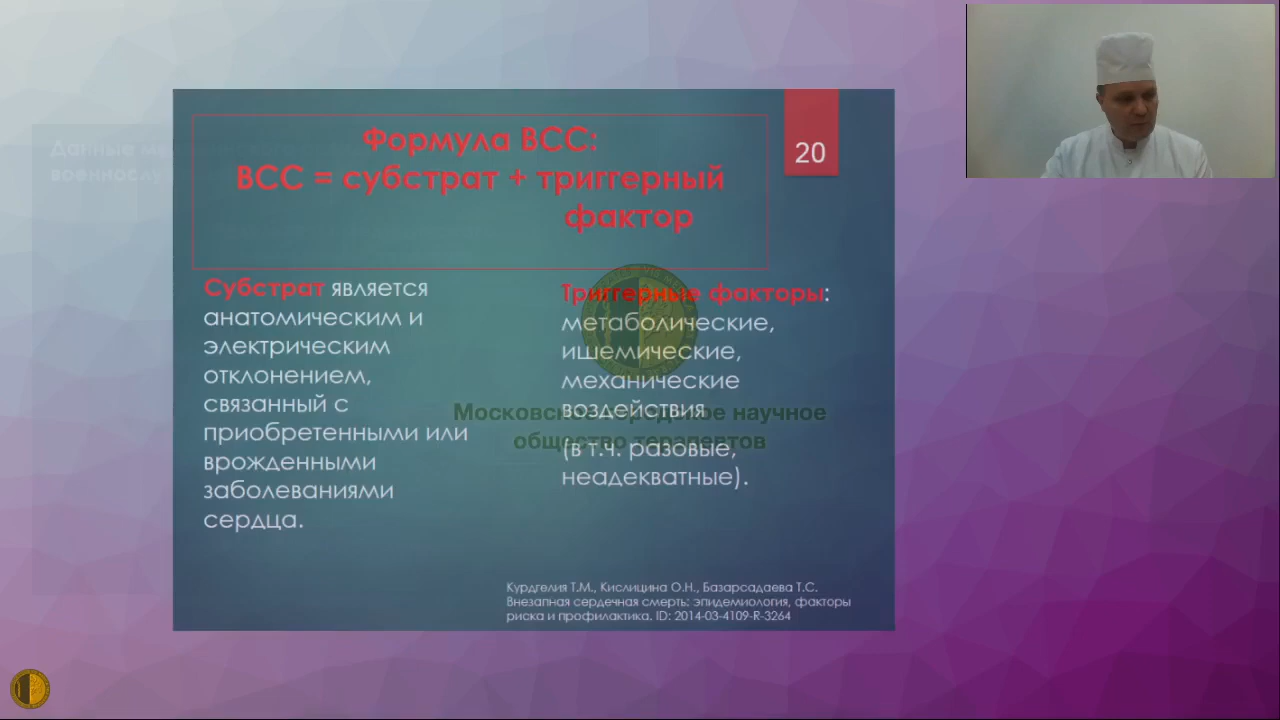 Формула ВСС:
ВСС = субстрат + триггерный
фактор
20
Субстрат является
анатомическим и
электрическим
отклонением,
связанный с
приобретенными или
врожденными
заболеваниями
сердца.
Триггерные факторы:
метаболические,
ишемические,
механические
воздействия
(в т.ч. разовые,
неадекватные).
Московское городское научное
общество терапевтов
Курдгелия Т.М., Кислицина О.Н., Базарсадаева Т.С.
Внезапная сердечная смерть: эпидемиология, факторы
риска и профилактика. ID: 2014-03-4109-R-3264
Данные